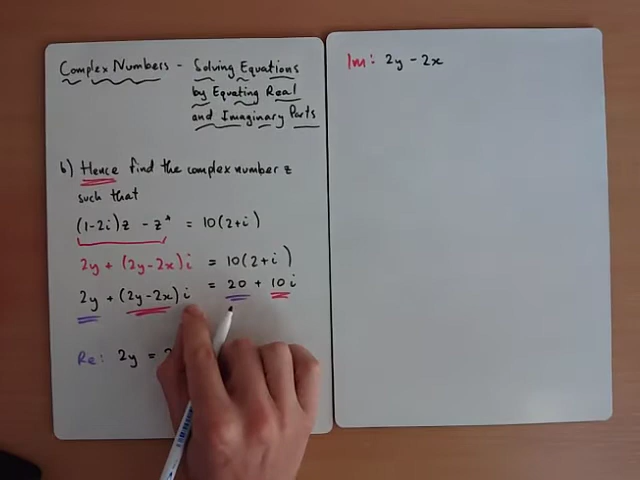 Complex Numbers - Solving Equations
by Equating Real
and Imaginary Parts
b) Hence find the complex number z
such that
(1-2i)z - z* = 10(2+i)
2y + (2y-2x)i = 10(2+i)
2y + (2y-2x)i = 20 + 10i
Re: 2y =
Im: 2y - 2x